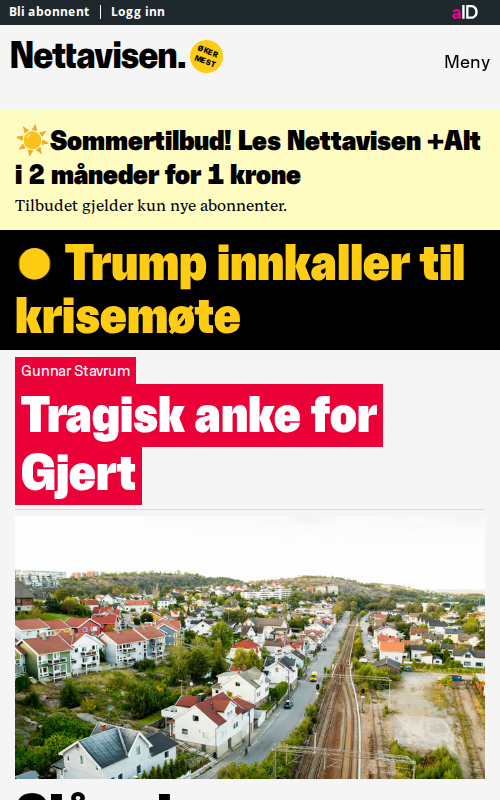 Bli abonnent
Logg inn
aID
Nettavisen.
ØKER
MEST
Meny
☀️Sommertilbud! Les Nettavisen +Alt
i 2 måneder for 1 krone
Tilbudet gjelder kun nye abonnenter.
Trump innkaller til
krisemøte
Gunnar Stavrum
Tragisk anke for
Gjert